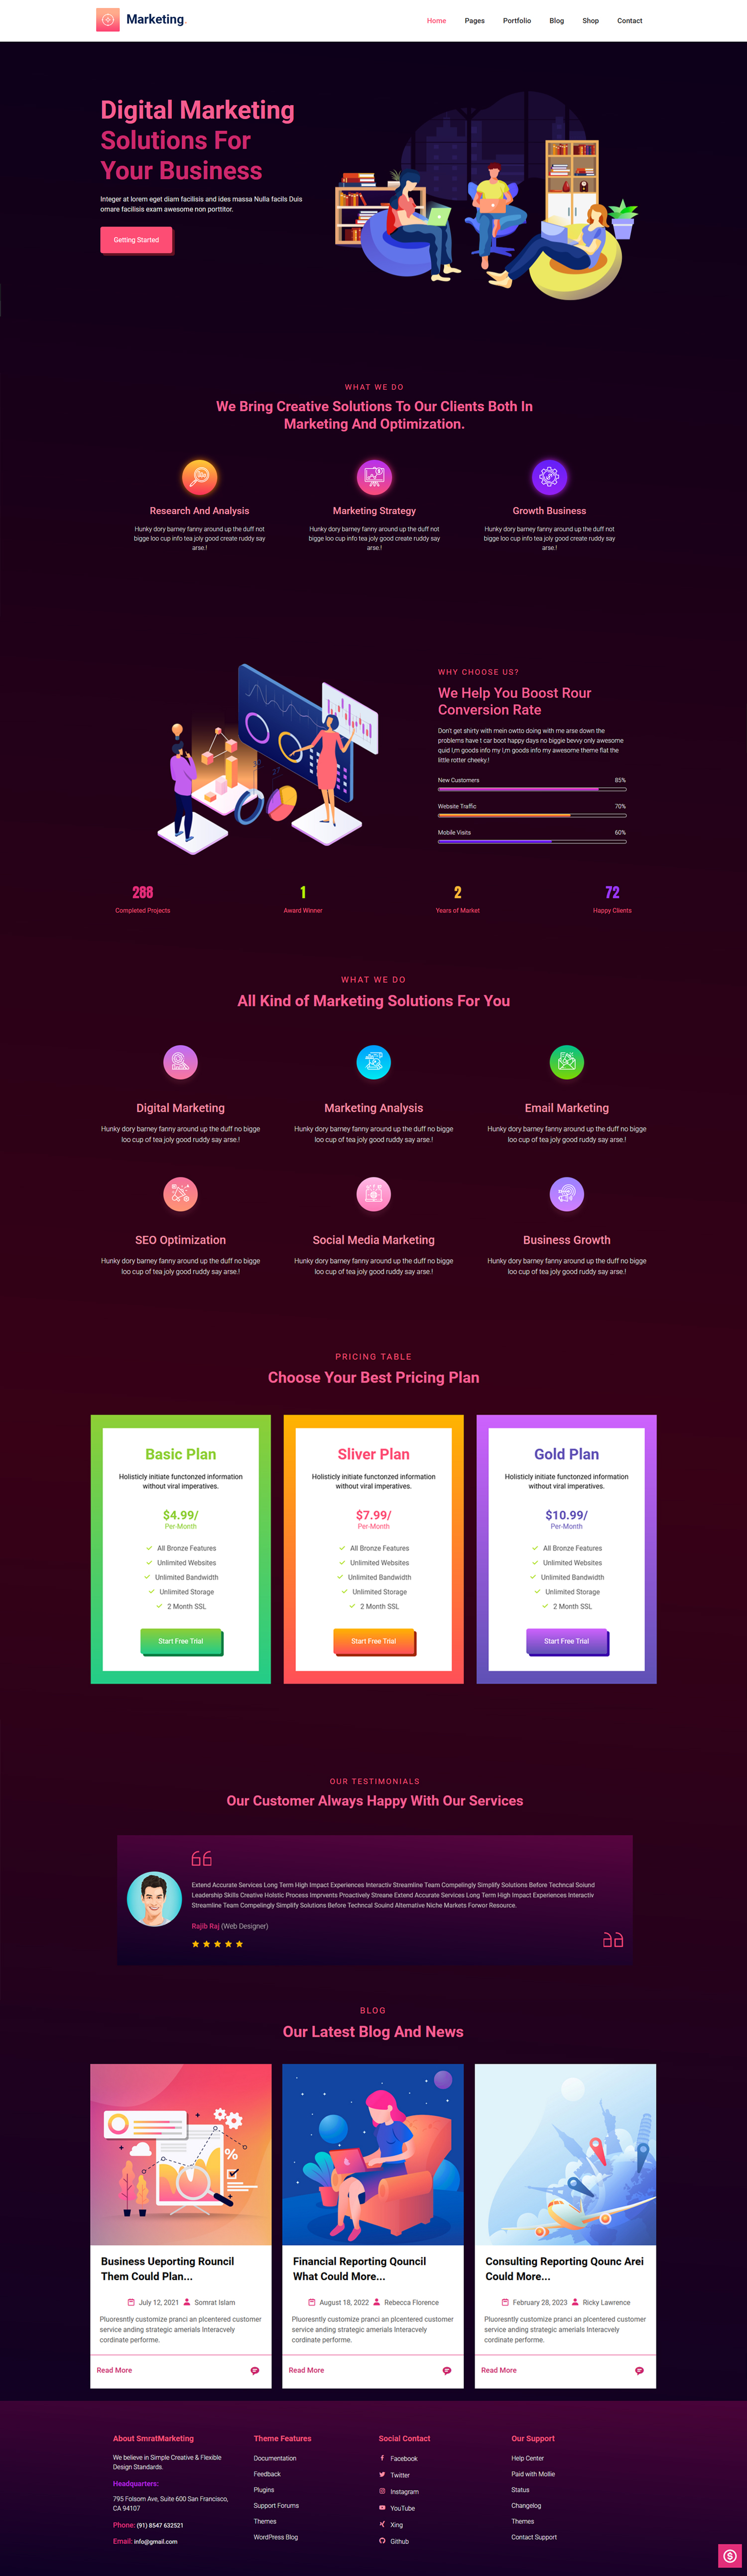 Marketing.
Home Pages Portfolio Blog Shop Contact
Digital Marketing
Solutions For
Your Business
Integer at lorem eget diam facilisis and ides massa Nulla facilis Duis
ornare facilisis exam awesome non porttitor.
Getting Started
WHAT WE DO
We Bring Creative Solutions To Our Clients Both In
Marketing And Optimization.
Research And Analysis
Hunky dory barney fanny around up the duff not
bigge loo cup info tea joly good create ruddy say
arse.!
Marketing Strategy
Hunky dory barney fanny around up the duff not
bigge loo cup info tea joly good create ruddy say
arse.!
Growth Business
Hunky dory barney fanny around up the duff not
bigge loo cup info tea joly good create ruddy say
arse.!
WHY CHOOSE US?
We Help You Boost Rour
Conversion Rate
Don't get shirty with mein owtto doing with me arse down the
problems have t car boot happy days no biggie bevvy only awesome
quid I,m goods info my I,m goods info my awesome theme flat the
little rotter cheeky.!
New Customers 85%
Website Traffic 70%
Mobile Visits 60%
288
Completed Projects
1
Award Winner
2
Years of Market
72
Happy Clients
WHAT WE DO
All Kind of Marketing Solutions For You
Digital Marketing
Hunky dory barney fanny around up the duff no bigge
loo cup of tea joly good ruddy say arse.!
Marketing Analysis
Hunky dory barney fanny around up the duff no bigge
loo cup of tea joly good ruddy say arse.!
Email Marketing
Hunky dory barney fanny around up the duff no bigge
loo cup of tea joly good ruddy say arse.!
SEO Optimization
Hunky dory barney fanny around up the duff no bigge
loo cup of tea joly good ruddy say arse.!
Social Media Marketing
Hunky dory barney fanny around up the duff no bigge
loo cup of tea joly good ruddy say arse.!
Business Growth
Hunky dory barney fanny around up the duff no bigge
loo cup of tea joly good ruddy say arse.!
PRICING TABLE
Choose Your Best Pricing Plan
Basic Plan
Holisticly initiate functonzed information
without viral imperatives.
$4.99/
Per-Month
All Bronze Features
Unlimited Websites
Unlimited Bandwidth
Unlimited Storage
2 Month SSL
Start Free Trial
Sliver Plan
Holisticly initiate functonzed information
without viral imperatives.
$7.99/
Per-Month
All Bronze Features
Unlimited Websites
Unlimited Bandwidth
Unlimited Storage
2 Month SSL
Start Free Trial
Gold Plan
Holisticly initiate functonzed information
without viral imperatives.
$10.99/
Per-Month
All Bronze Features
Unlimited Websites
Unlimited Bandwidth
Unlimited Storage
2 Month SSL
Start Free Trial
OUR TESTIMONIALS
Our Customer Always Happy With Our Services
Extend Accurate Services Long Term High Impact Experiences Interactiv Streamline Team Compelingly Simplify Solutions Before Techncal Soiund
Leadership Skills Creative Holistic Process Imprvents Proactively Streane Extend Accurate Services Long Term High Impact Experiences Interactiv
Streamline Team Compelingly Simplify Solutions Before Techncal Souind Alternative Niche Markets Forwor Resource.
Rajib Raj (Web Designer)
BLOG
Our Latest Blog And News
%
Business Ueporting Rouncil
Them Could Plan...
July 12, 2021 Somrat Islam
Pluoresntly customize pranci an plcentered customer
service anding strategic amerials Interacvely
cordinate performe.
Read More
Financial Reporting Qouncil
What Could More...
August 18, 2022 Rebecca Florence
Pluoresntly customize pranci an plcentered customer
service anding strategic amerials Interacvely
cordinate performe.
Read More
Consulting Reporting Qounc Arei
Could More...
February 28, 2023 Ricky Lawrence
Pluoresntly customize pranci an plcentered customer
service anding strategic amerials Interacvely
cordinate performe.
Read More
About SmratMarketing
We believe in Simple Creative & Flexible
Design Standards.
Headquarters:
795 Folsom Ave, Suite 600 San Francisco,
CA 94107
Phone: (91) 8547 632521
Email: info@gmail.com
Theme Features
Documentation
Feedback
Plugins
Support Forums
Themes
WordPress Blog
Social Contact
Facebook
Twitter
Instagram
YouTube
Xing
Github
Our Support
Help Center
Paid with Mollie
Status
Changelog
Themes
Contact Support